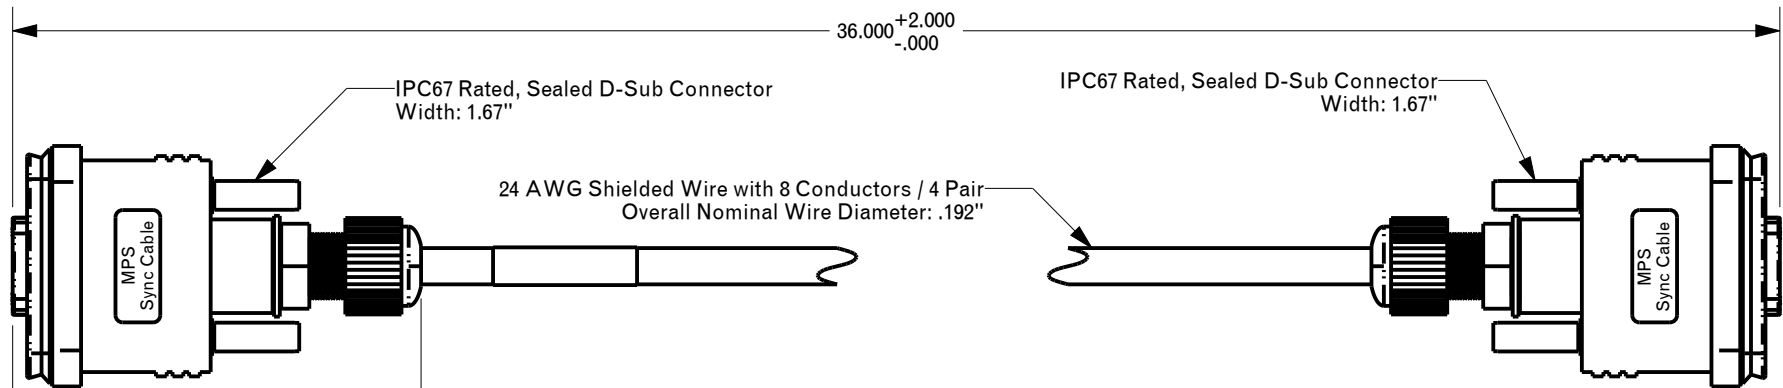 36.000 +2.000
-.000
IPC67 Rated, Sealed D-Sub Connector
Width: 1.67"
IPC67 Rated, Sealed D-Sub Connector
Width: 1.67"
24 AWG Shielded Wire with 8 Conductors / 4 Pair
Overall Nominal Wire Diameter: .192"
MPS
Sync Cable
MPS
Sync Cable